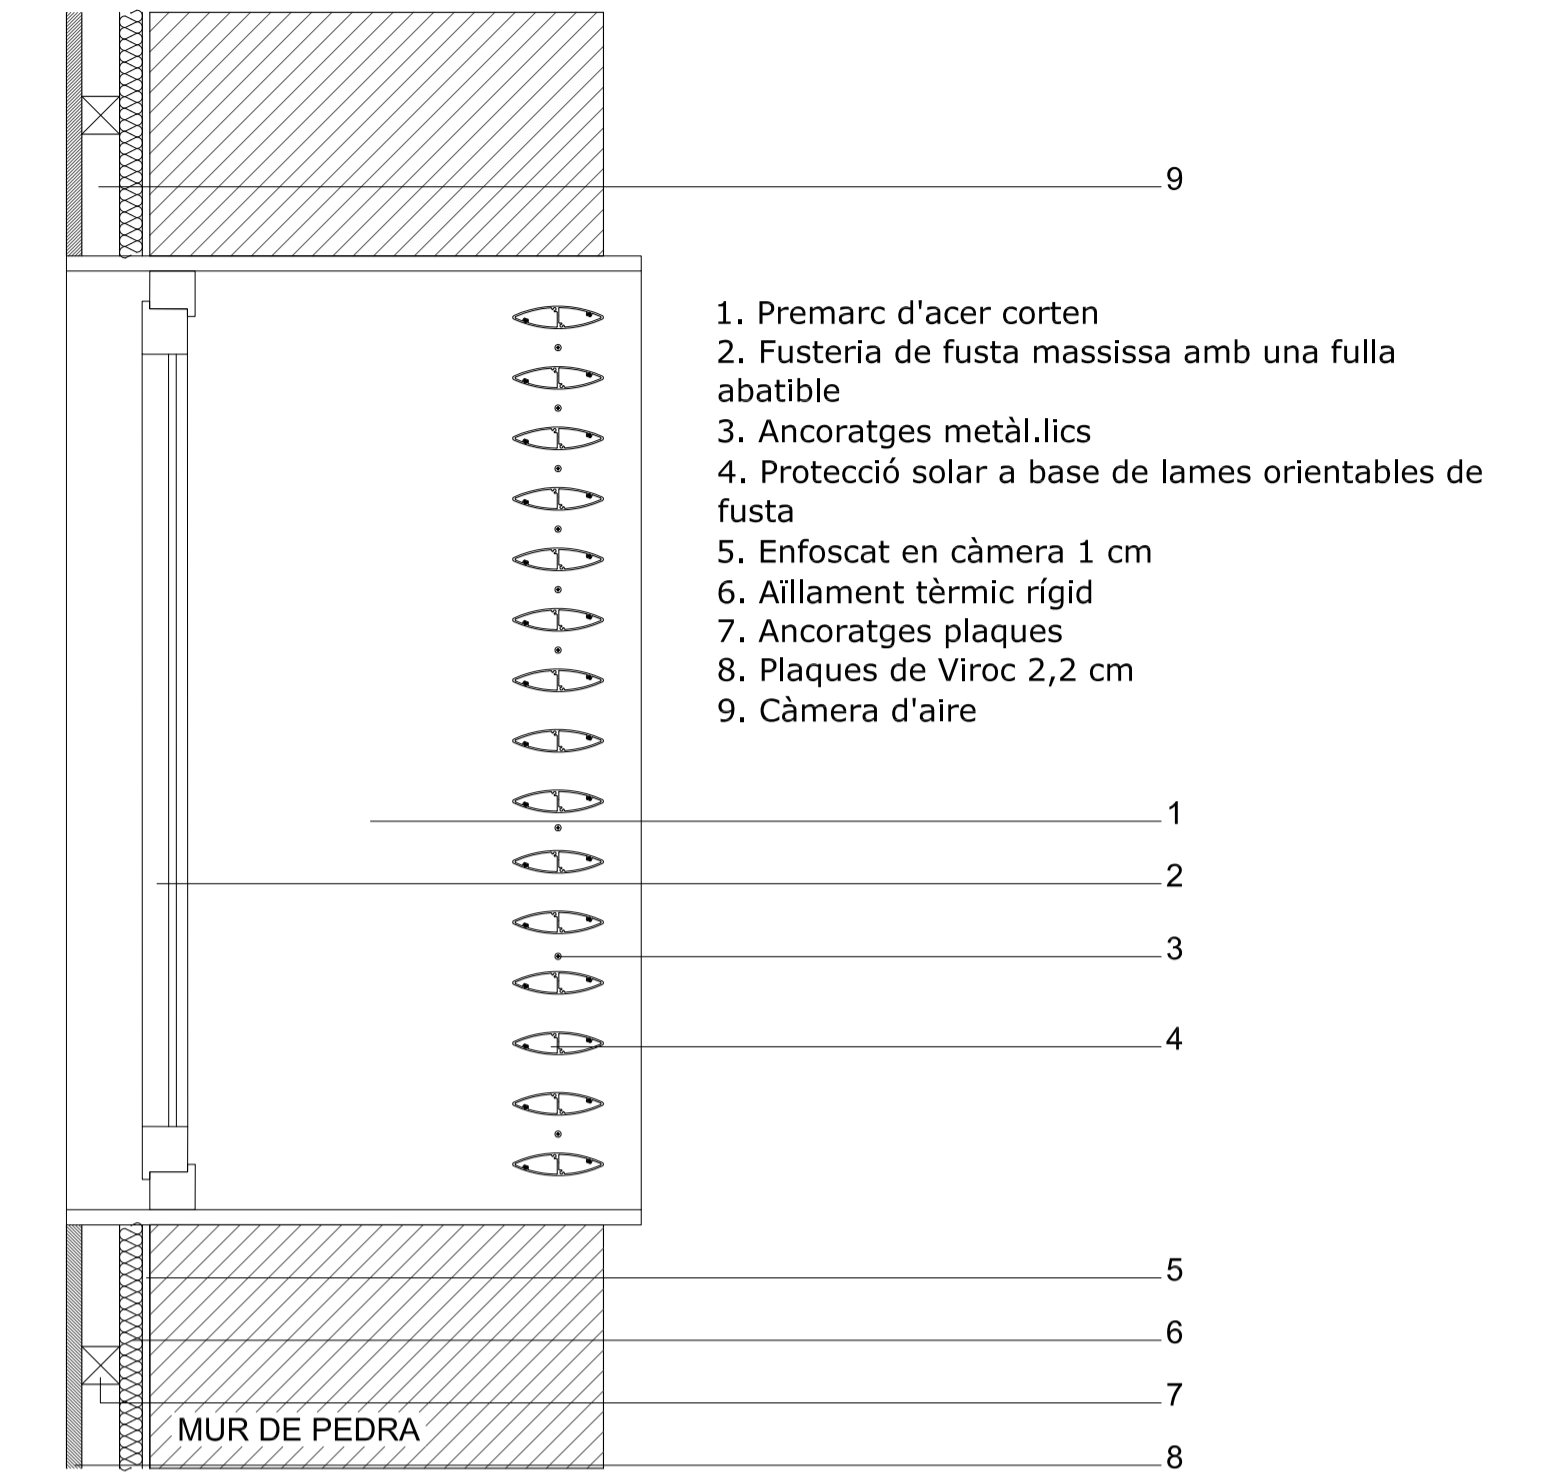 9
1. Premarc d'acer corten
2. Fusteria de fusta massissa amb una fulla
abatible
3. Ancoratges metàl.lics
4. Protecció solar a base de lames orientables de
fusta
5. Enfoscat en càmera 1 cm
6. Aïllament tèrmic rígid
7. Ancoratges plaques
8. Plaques de Viroc 2,2 cm
9. Càmera d'aire
1
2
3
4
5
6
7
MUR DE PEDRA
8